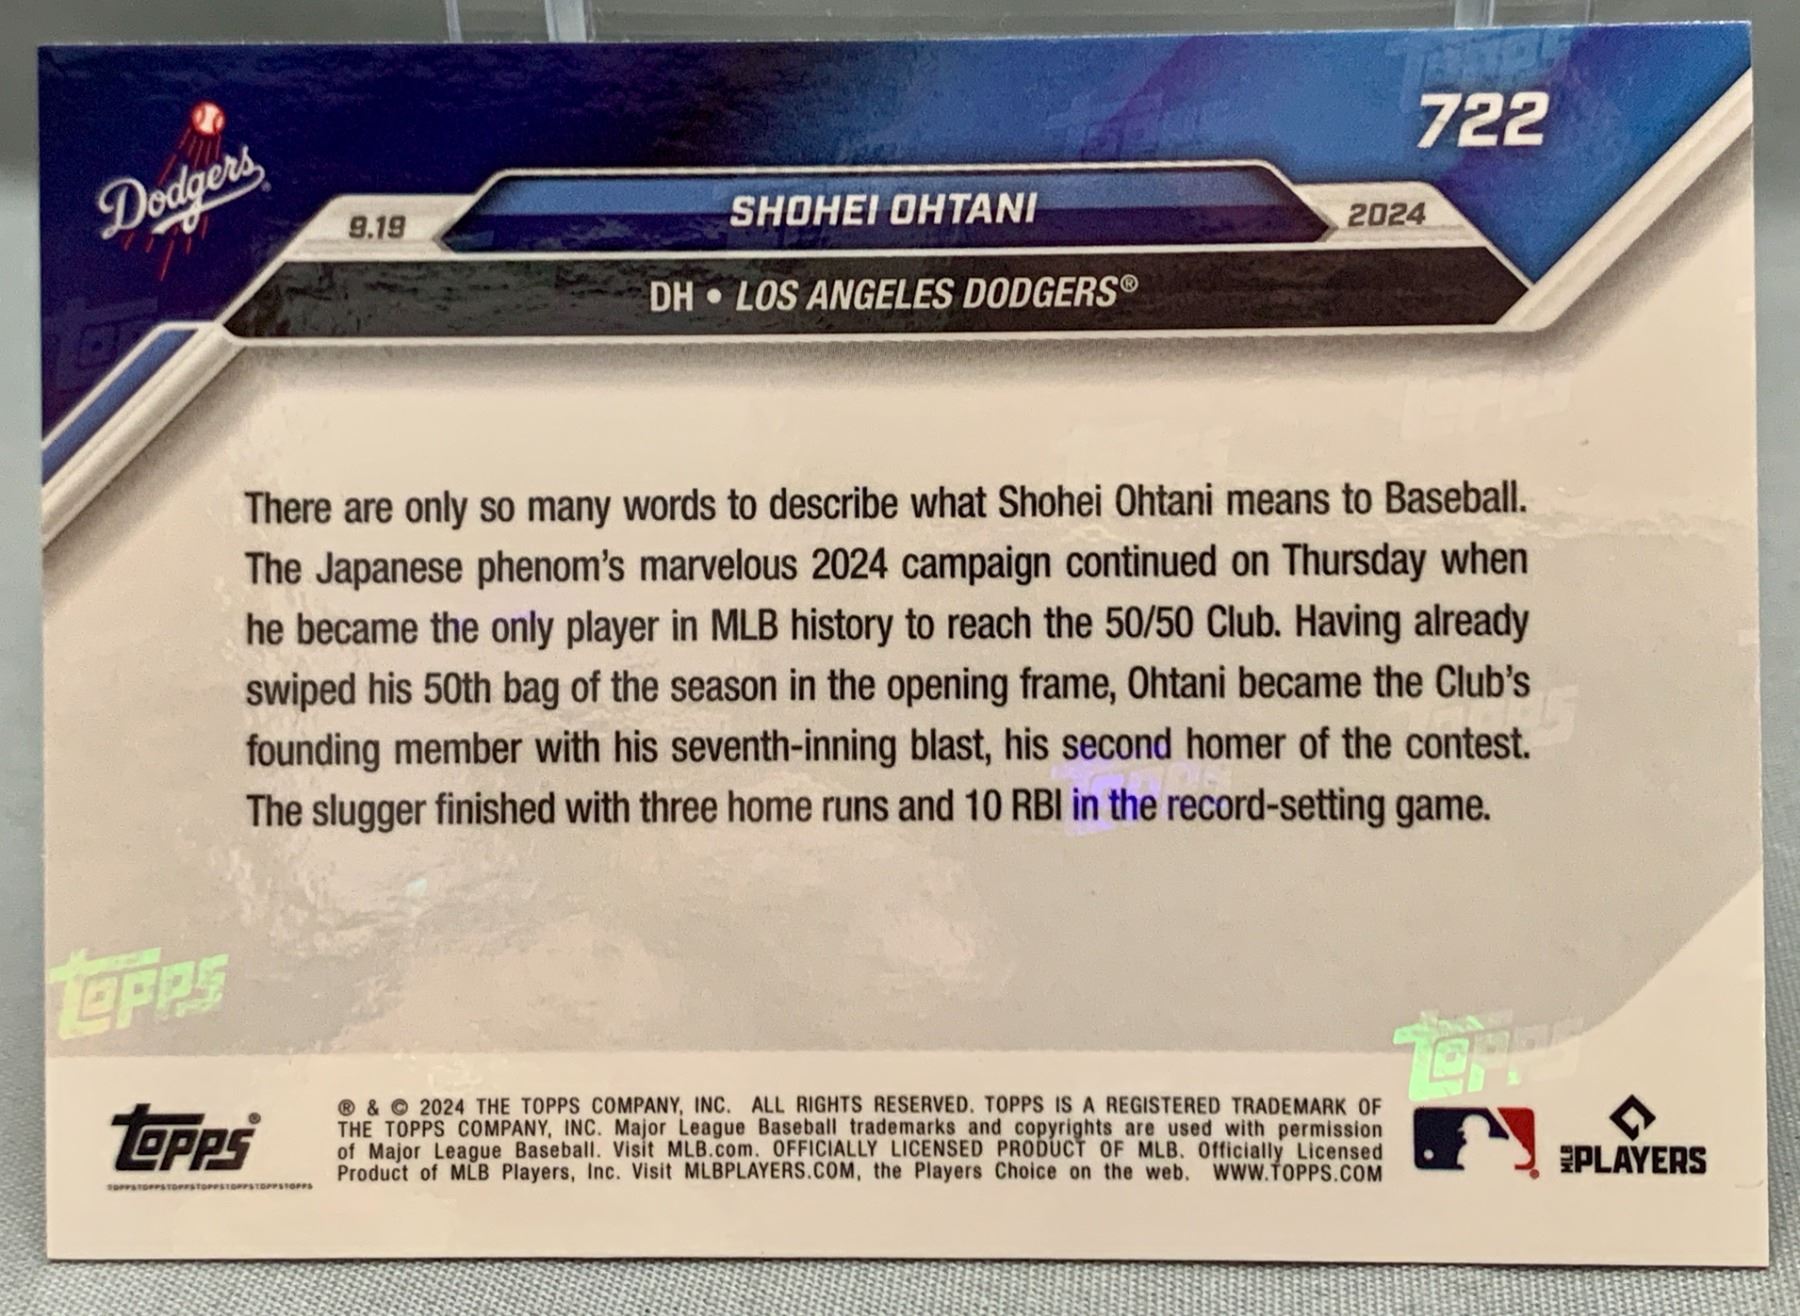 Dodgers
722
9.19
SHOHEI OHTANI
2024
DH • LOS ANGELES DODGERS®
There are only so many words to describe what Shohei Ohtani means to Baseball.
The Japanese phenom's marvelous 2024 campaign continued on Thursday when
he became the only player in MLB history to reach the 50/50 Club. Having already
swiped his 50th bag of the season in the opening frame, Ohtani became the Club's
founding member with his seventh-inning blast, his second homer of the contest.
The slugger finished with three home runs and 10 RBI in the record-setting game.
Topps
Topps
Topps
Topps®
TOPPSTOPPSTOPPSTOPPSTOPPSTOPPSTOPPS
® & © 2024 THE TOPPS COMPANY, INC. ALL RIGHTS RESERVED. TOPPS IS A REGISTERED TRADEMARK OF
THE TOPPS COMPANY, INC. Major League Baseball trademarks and copyrights are used with permission
of Major League Baseball. Visit MLB.com. OFFICIALLY LICENSED PRODUCT OF MLB. Officially Licensed
Product of MLB Players, Inc. Visit MLBPLAYERS.COM, the Players Choice on the web. WWW.TOPPS.COM
MLB PLAYERS